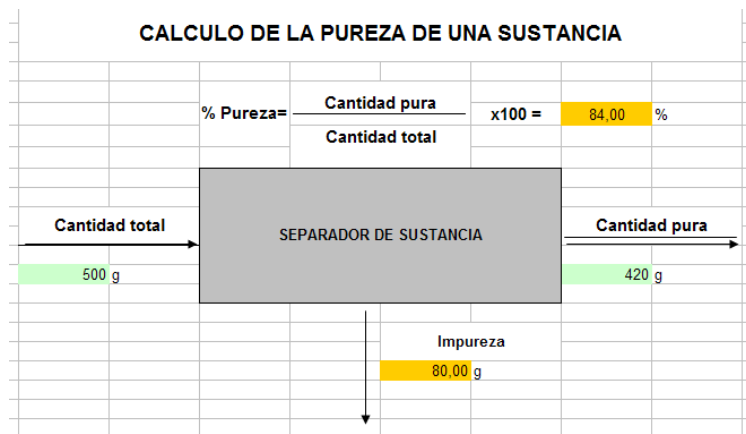 CALCULO DE LA PUREZA DE UNA SUSTANCIA
% Pureza= Cantidad pura x100 = 84,00 %
Cantidad total
Cantidad total SEPARADOR DE SUSTANCIA Cantidad pura
500 g 420 g
Impureza
80,00 g